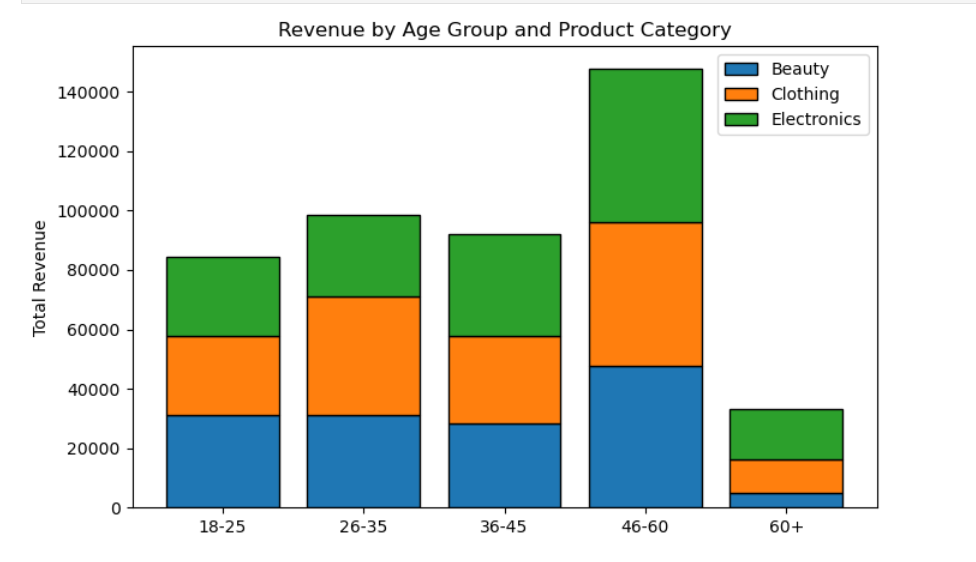 Revenue by Age Group and Product Category
Beauty
Clothing
Electronics
Total Revenue
140000
120000
100000
80000
60000
40000
20000
0
18-25
26-35
36-45
46-60
60+